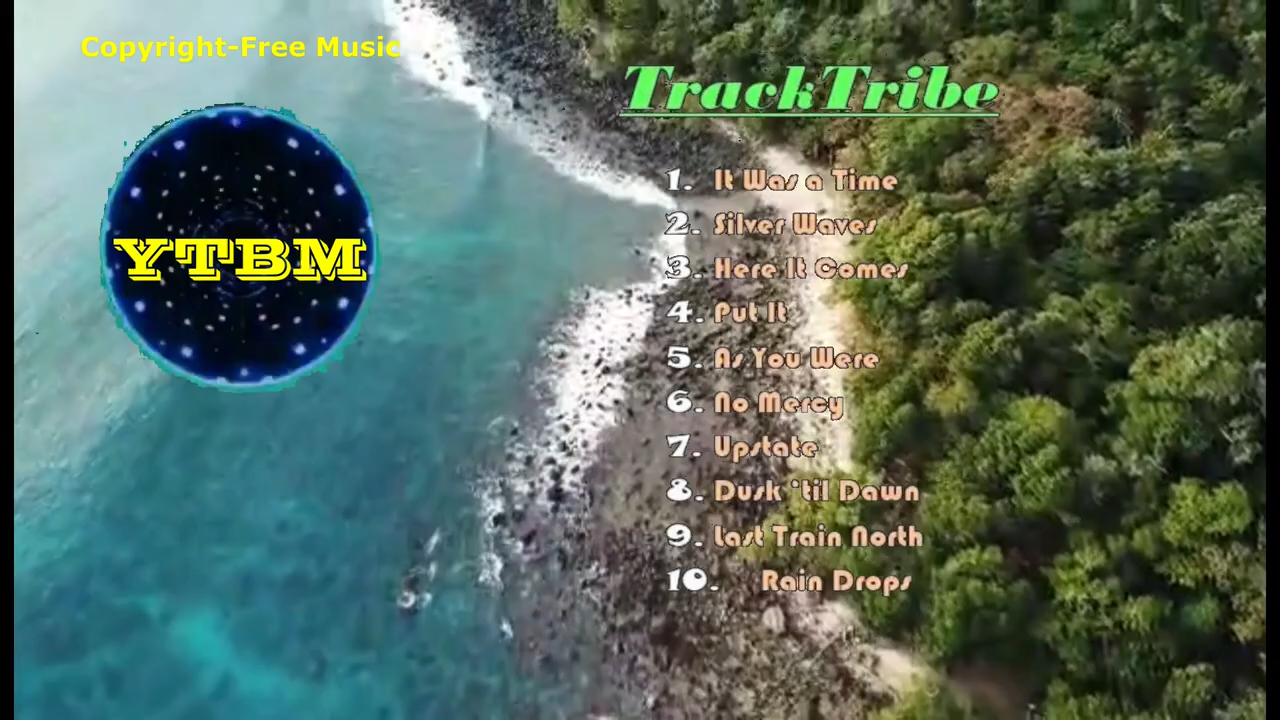 Copyright-Free Music
TrackTribe
YTBM
1. It Was a Time
2. Silver Waves
3. Here It Comes
4. Put It
5. As You Were
6. No Mercy
7. Upstate
8. Dusk 'til Dawn
9. Last Train North
10. Rain Drops